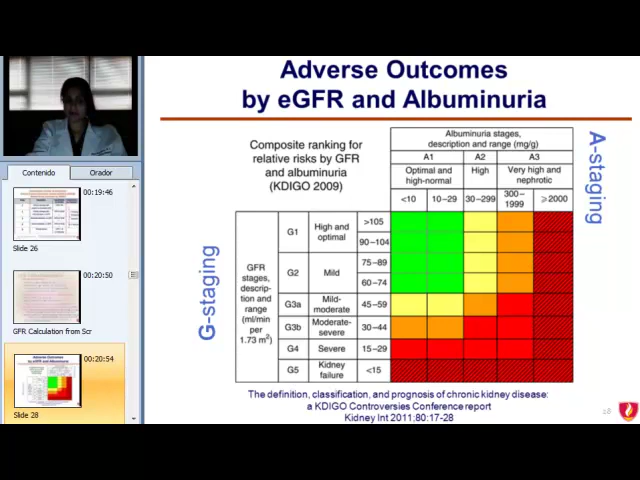 Adverse Outcomes
by eGFR and Albuminuria
Contenido
Orador
00:19:46
Slide 26
00:20:50
GFR Calculation from Scr
00:20:54
Slide 28
Composite ranking for
relative risks by GFR
and albuminuria
(KDIGO 2009)
Albuminuria stages,
description and range (mg/g)
A1
A2
A3
Optimal and
high-normal
High
Very high and
nephrotic
<10
10–29
30–299
300–
1999
≥2000
A-staging
G-staging
GFR
stages,
descrip-
tion and
range
(ml/min
per
1.73 m²)
G1
High and
optimal
>105
90–104
G2
Mild
75–89
60–74
G3a
Mild-
moderate
45–59
G3b
Moderate-
severe
30–44
G4
Severe
15–29
G5
Kidney
failure
<15
The definition, classification, and prognosis of chronic kidney disease:
a KDIGO Controversies Conference report
Kidney Int 2011;80:17-28